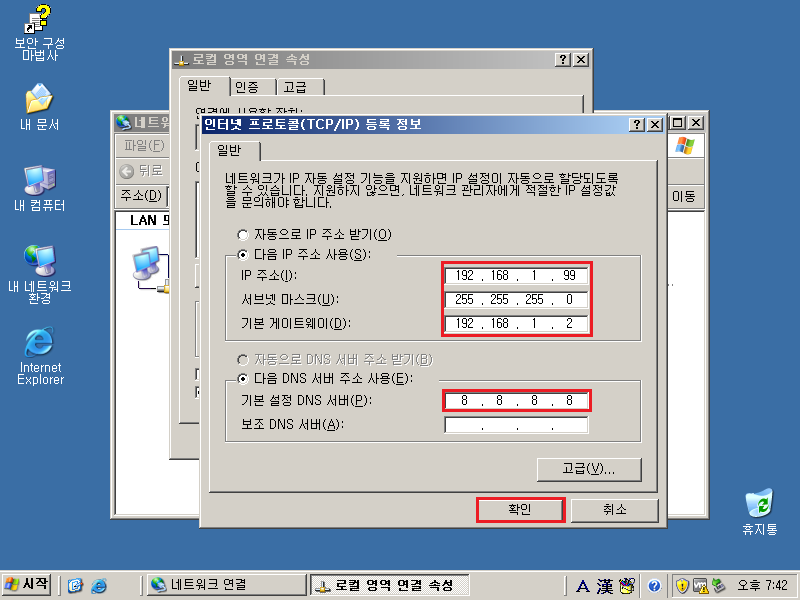 보안 구성
마법사
내 문서
내 컴퓨터
내 네트워크
환경
Internet
Explorer
휴지통
로컬 영역 연결 속성
일반
인증
고급
파일(F)
뒤로
주소(D)
이동
LAN
인터넷 프로토콜(TCP/IP) 등록 정보
일반
네트워크가 IP 자동 설정 기능을 지원하면 IP 설정이 자동으로 할당되도록
할 수 있습니다. 지원하지 않으면, 네트워크 관리자에게 적절한 IP 설정값
을 문의해야 합니다.
자동으로 IP 주소 받기(O)
다음 IP 주소 사용(S):
IP 주소(I): 192 . 168 . 1 . 99
서브넷 마스크(U): 255 . 255 . 255 . 0
기본 게이트웨이(D): 192 . 168 . 1 . 2
자동으로 DNS 서버 주소 받기(B)
다음 DNS 서버 주소 사용(E):
기본 설정 DNS 서버(P): 8 . 8 . 8 . 8
보조 DNS 서버(A): . . .
고급(V)...
확인
취소
시작
네트워크 연결
로컬 영역 연결 속성
A 漢
오후 7:42